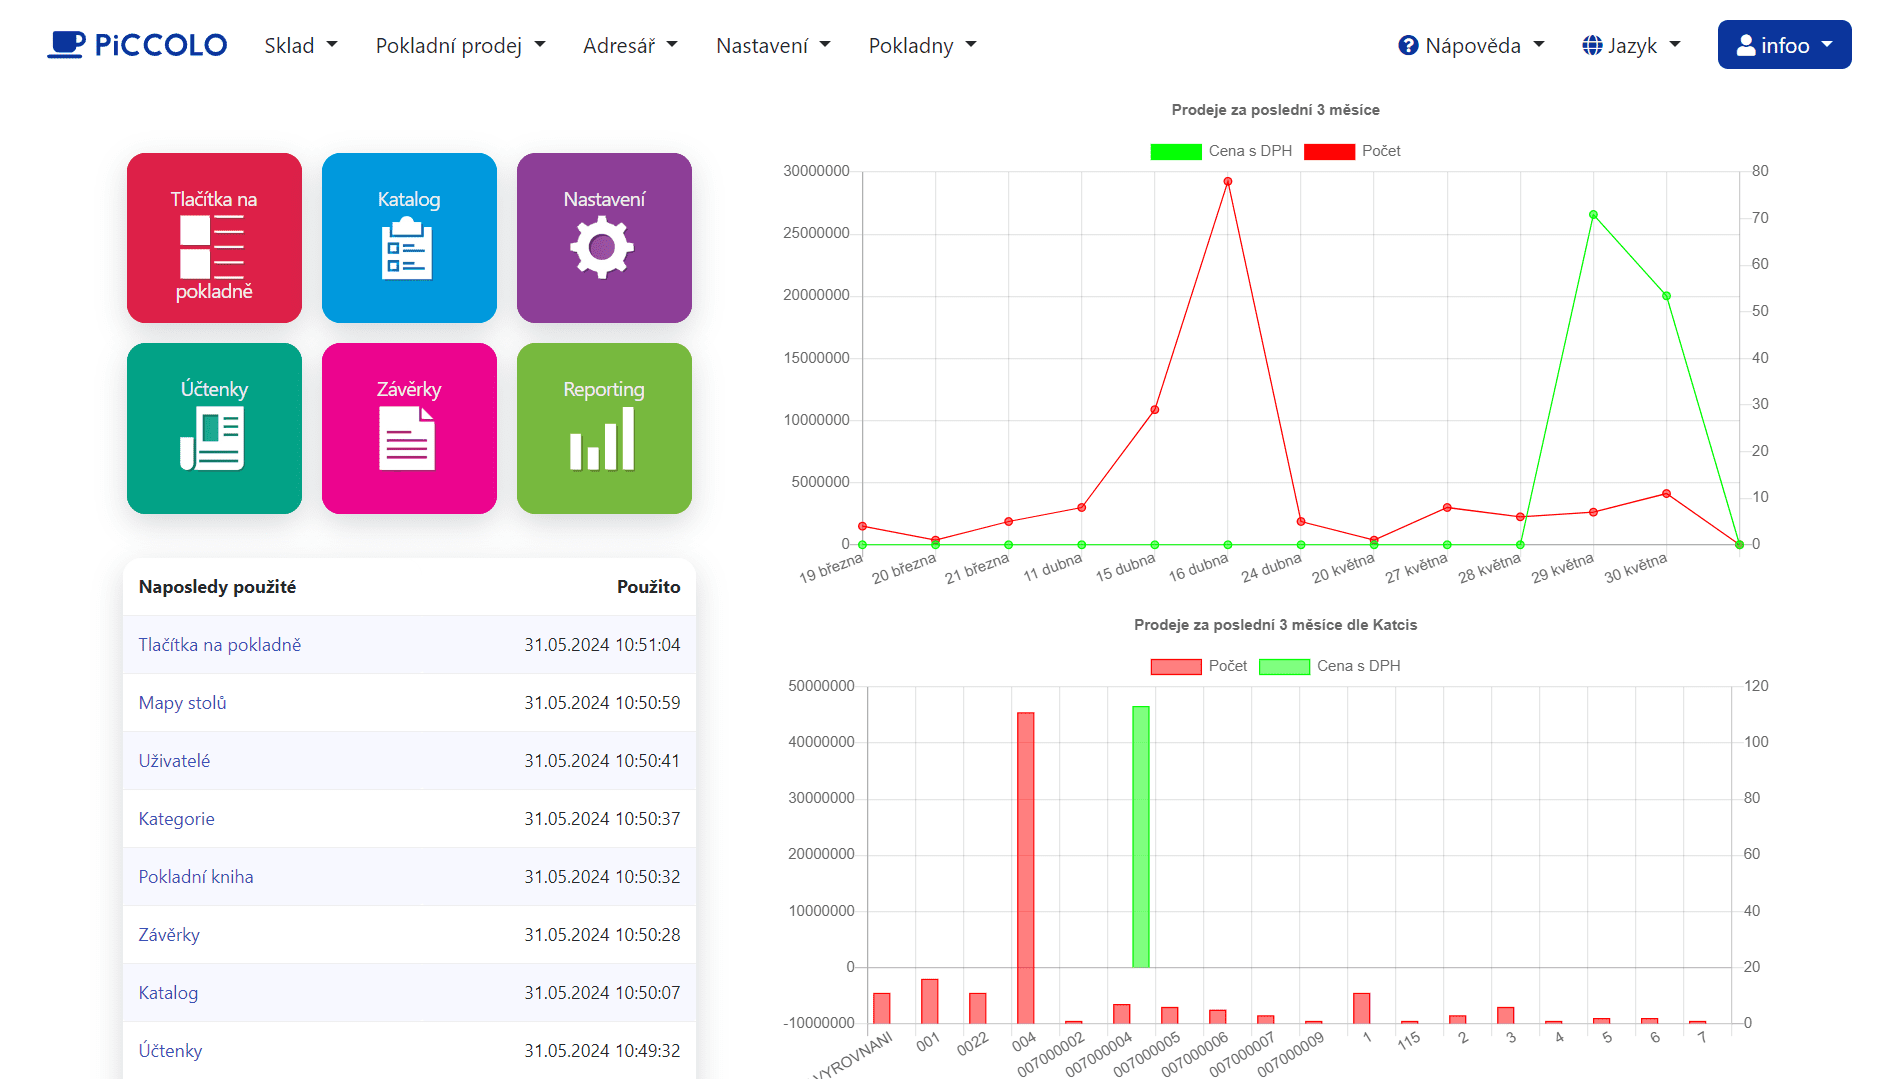 PiCCOLO Sklad Pokladní prodej Adresář Nastavení Pokladny Nápověda Jazyk infoo
Tlačítka na
pokladně
Katalog
Nastavení
Účtenky
Závěrky
Reporting
Naposledy použité Použito
Tlačítka na pokladně 31.05.2024 10:51:04
Mapy stolů 31.05.2024 10:50:59
Uživatelé 31.05.2024 10:50:41
Kategorie 31.05.2024 10:50:37
Pokladní kniha 31.05.2024 10:50:32
Závěrky 31.05.2024 10:50:28
Katalog 31.05.2024 10:50:07
Účtenky 31.05.2024 10:49:32
Prodeje za poslední 3 měsíce
Cena s DPH Počet
30000000 80
70
25000000
60
20000000
50
15000000 40
30
10000000
20
5000000
10
0 0
19 března 20 března 21 března 11 dubna 15 dubna 16 dubna 24 dubna 20 května 27 května 28 května 29 května 30 května
Prodeje za poslední 3 měsíce dle Katcis
Počet Cena s DPH
50000000 120
40000000 100
30000000 80
20000000 60
10000000 40
0 20
-10000000 0
VYROVNANI 001 0022 004 007000002 007000004 007000005 007000006 007000007 007000009 1 115 2 3 4 5 6 7